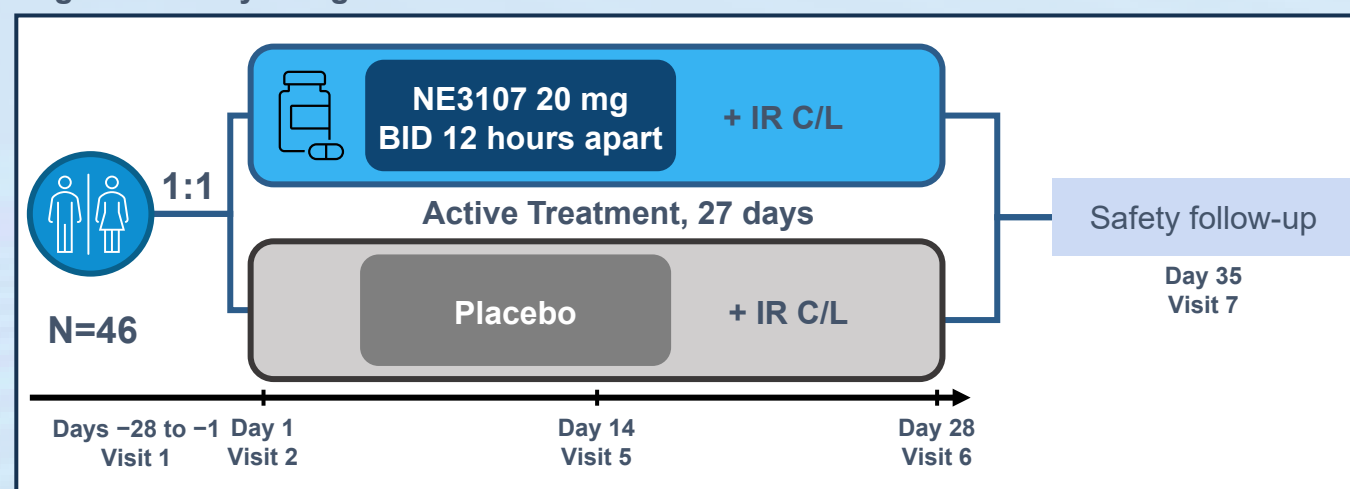 NE3107 20 mg
BID 12 hours apart
+ IR C/L
1:1
Active Treatment, 27 days
Safety follow-up
Day 35
Visit 7
Placebo
+ IR C/L
N=46
Days −28 to −1
Visit 1
Day 1
Visit 2
Day 14
Visit 5
Day 28
Visit 6